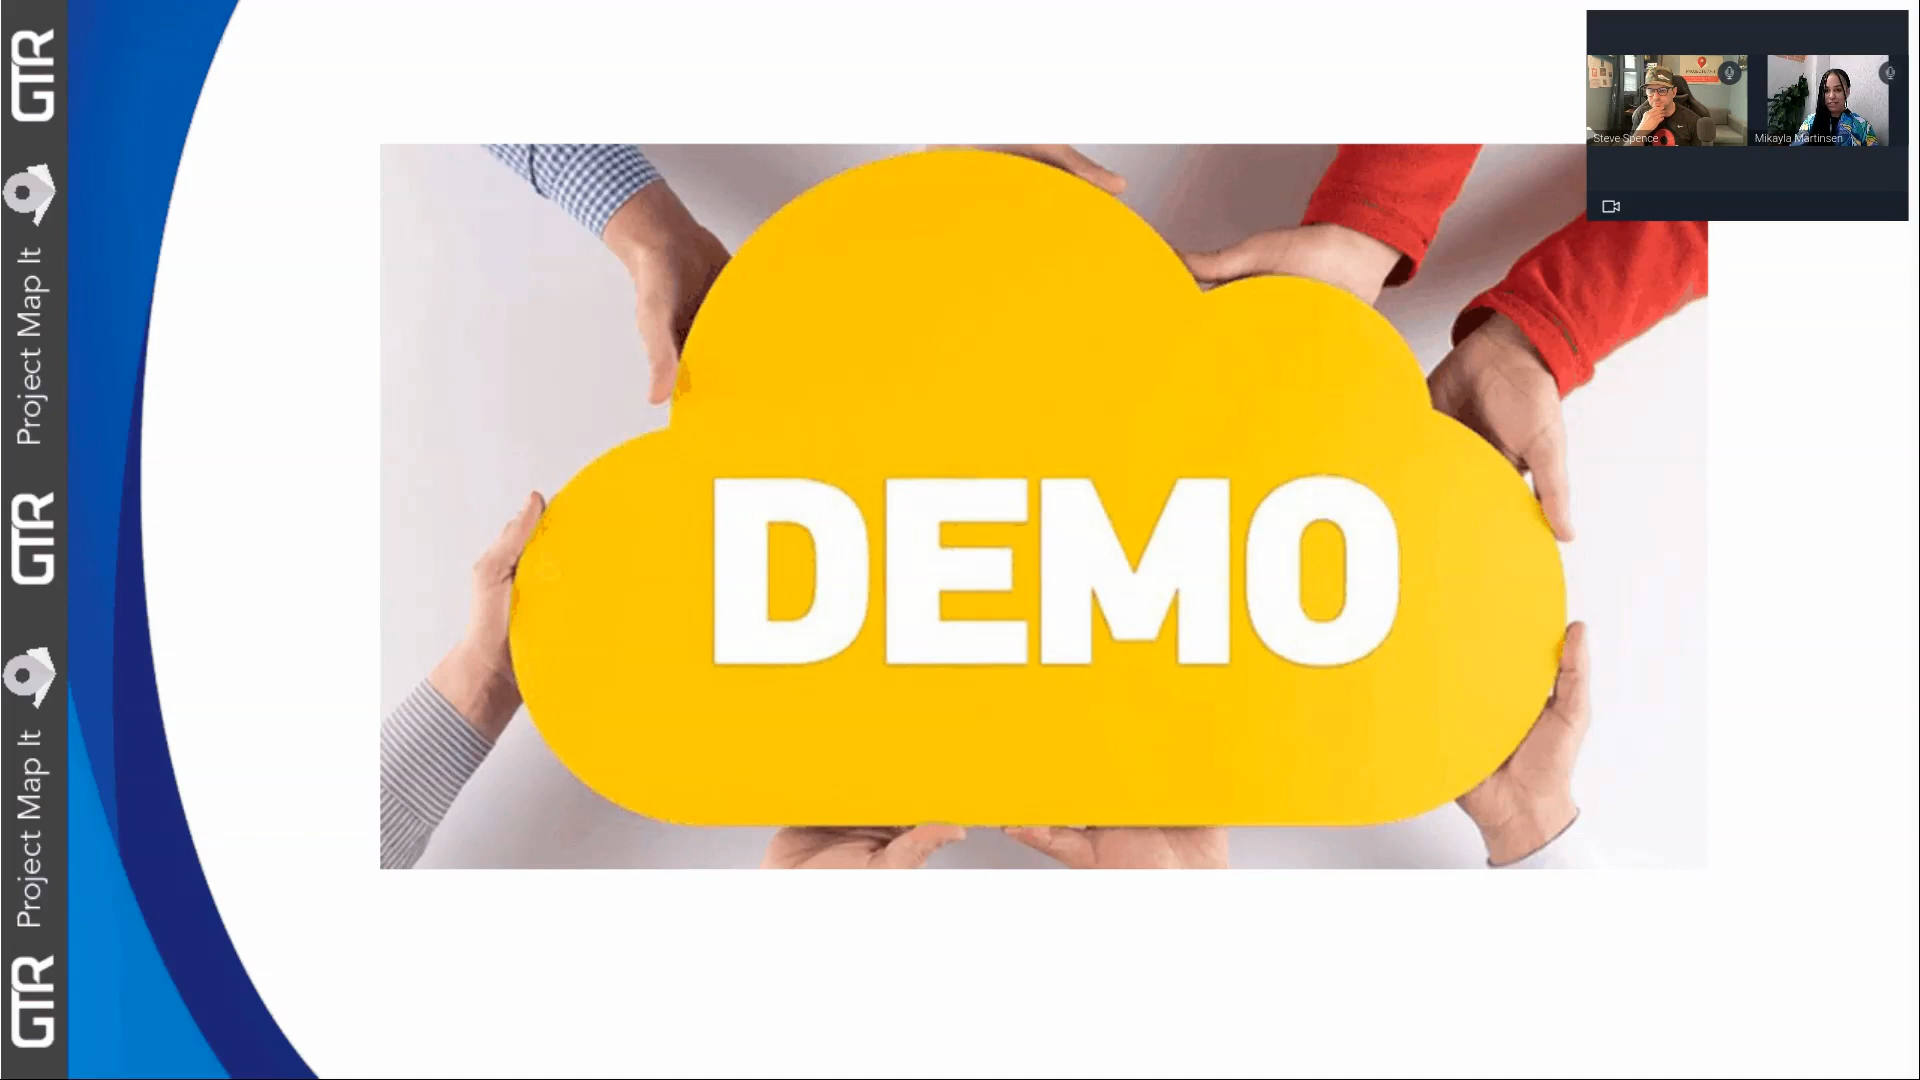 GTR
Project Map It
GTR
Project Map It
GTR
DEMO
Steve Spence
Mikayla Martinsen